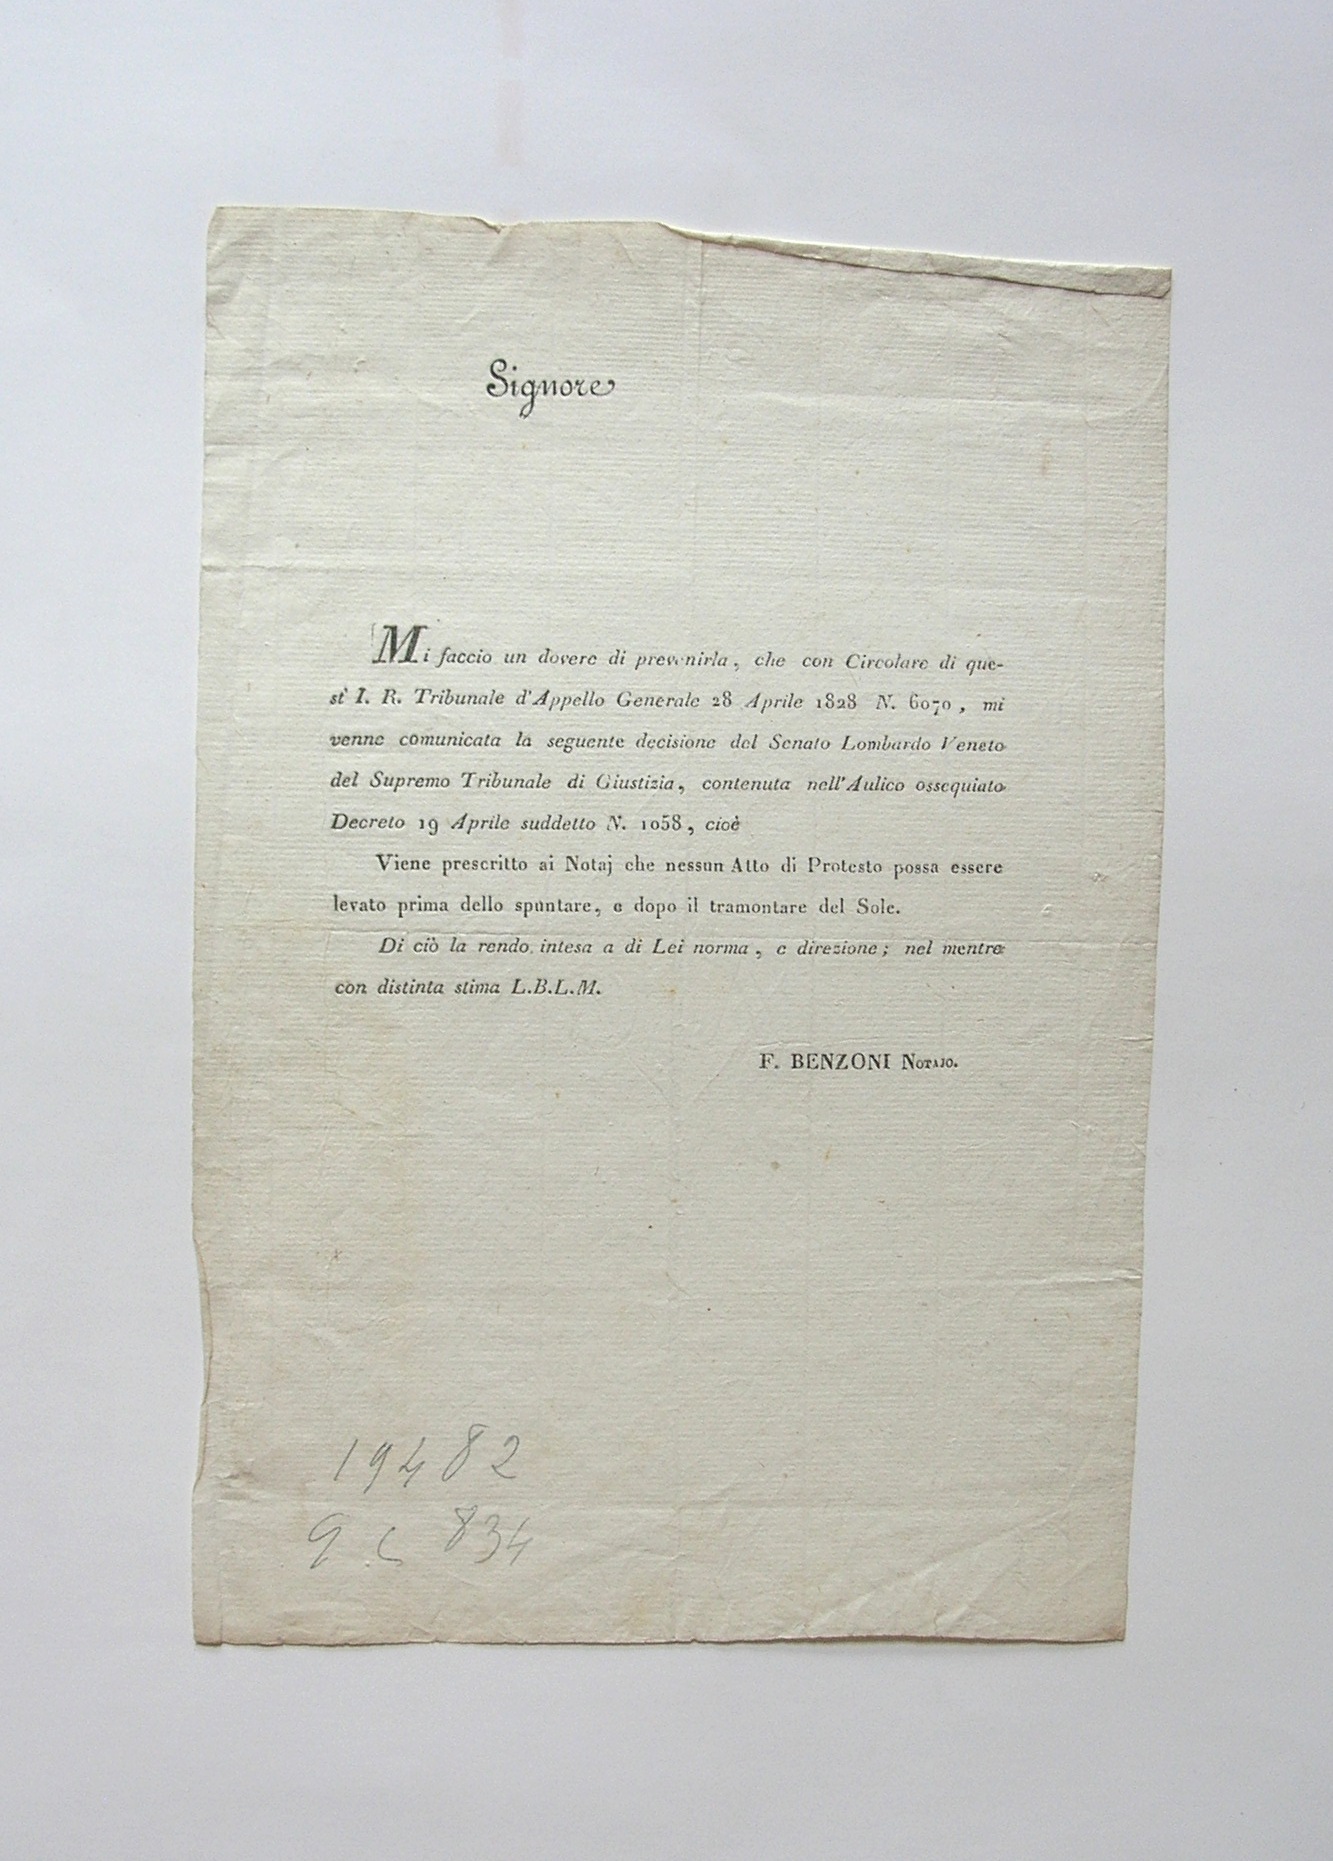 Signore
Mi faccio un dovere di prevenirla, che con Circolare di que-
st' I. R. Tribunale d'Appello Generale 28 Aprile 1828 N. 6070, mi
venne comunicata la seguente decisione del Senato Lombardo Veneto
del Supremo Tribunale di Giustizia, contenuta nell'Aulico ossequiato
Decreto 19 Aprile suddetto N. 1058, cioè
Viene prescritto ai Notaj che nessun Atto di Protesto possa essere
levato prima dello spuntare, e dopo il tramontare del Sole.
Di ciò la rendo intesa a di Lei norma, e direzione; nel mentre
con distinta stima L.B.L.M.
F. BENZONI NOTAJO.
19482
834